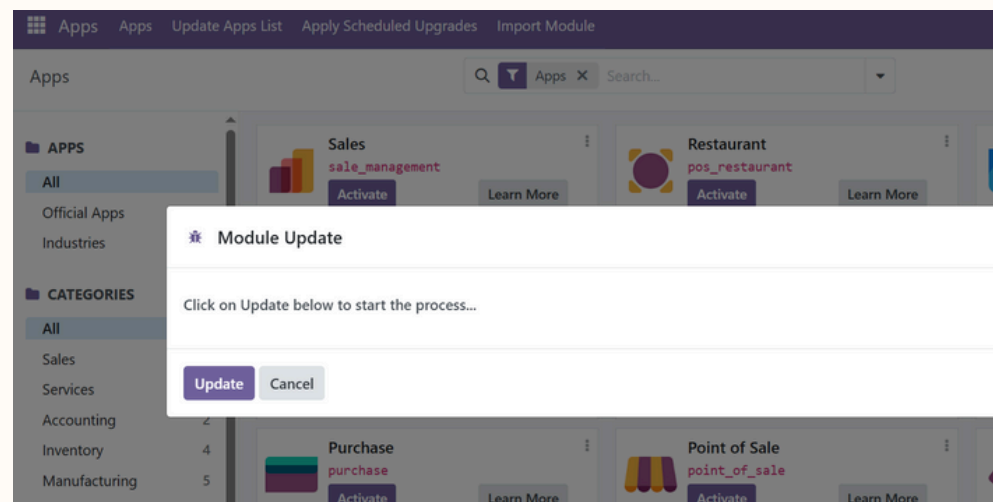 Apps Apps Update Apps List Apply Scheduled Upgrades Import Module
Apps
Apps Search...
APPS
All
Official Apps
Industries
CATEGORIES
All
Sales
Services
Accounting 2
Inventory 4
Manufacturing 5
Sales
sale_management
Activate Learn More
Restaurant
pos_restaurant
Activate Learn More
Module Update
Click on Update below to start the process...
Update Cancel
Purchase
purchase
Activate Learn More
Point of Sale
point_of_sale
Activate Learn More